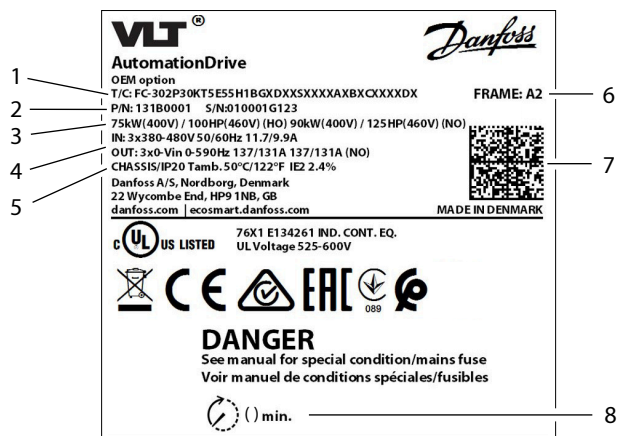 VLT ®
Danfoss
AutomationDrive
OEM option
1
T/C: FC-302P30KT5E55H1BGXDXXSXXXXAXBXCXXXXDX
FRAME: A2
6
2
P/N: 131B0001 S/N:010001G123
3
75kW(400V) / 100HP(460V) (HO) 90kW(400V) / 125HP(460V) (NO)
IN: 3x380-480V 50/60Hz 11.7/9.9A
4
OUT: 3x0-Vin 0-590Hz 137/131A 137/131A (NO)
7
5
CHASSIS/IP20 Tamb. 50°C/122°F IE2 2.4%
Danfoss A/S, Nordborg, Denmark
22 Wycombe End, HP9 1NB, GB
danfoss.com | ecosmart.danfoss.com
MADE IN DENMARK
c UL US LISTED
76X1 E134261 IND. CONT. EQ.
UL Voltage 525-600V
CE
EAC
089
DANGER
See manual for special condition/mains fuse
Voir manuel de conditions spéciales/fusibles
( ) min.
8